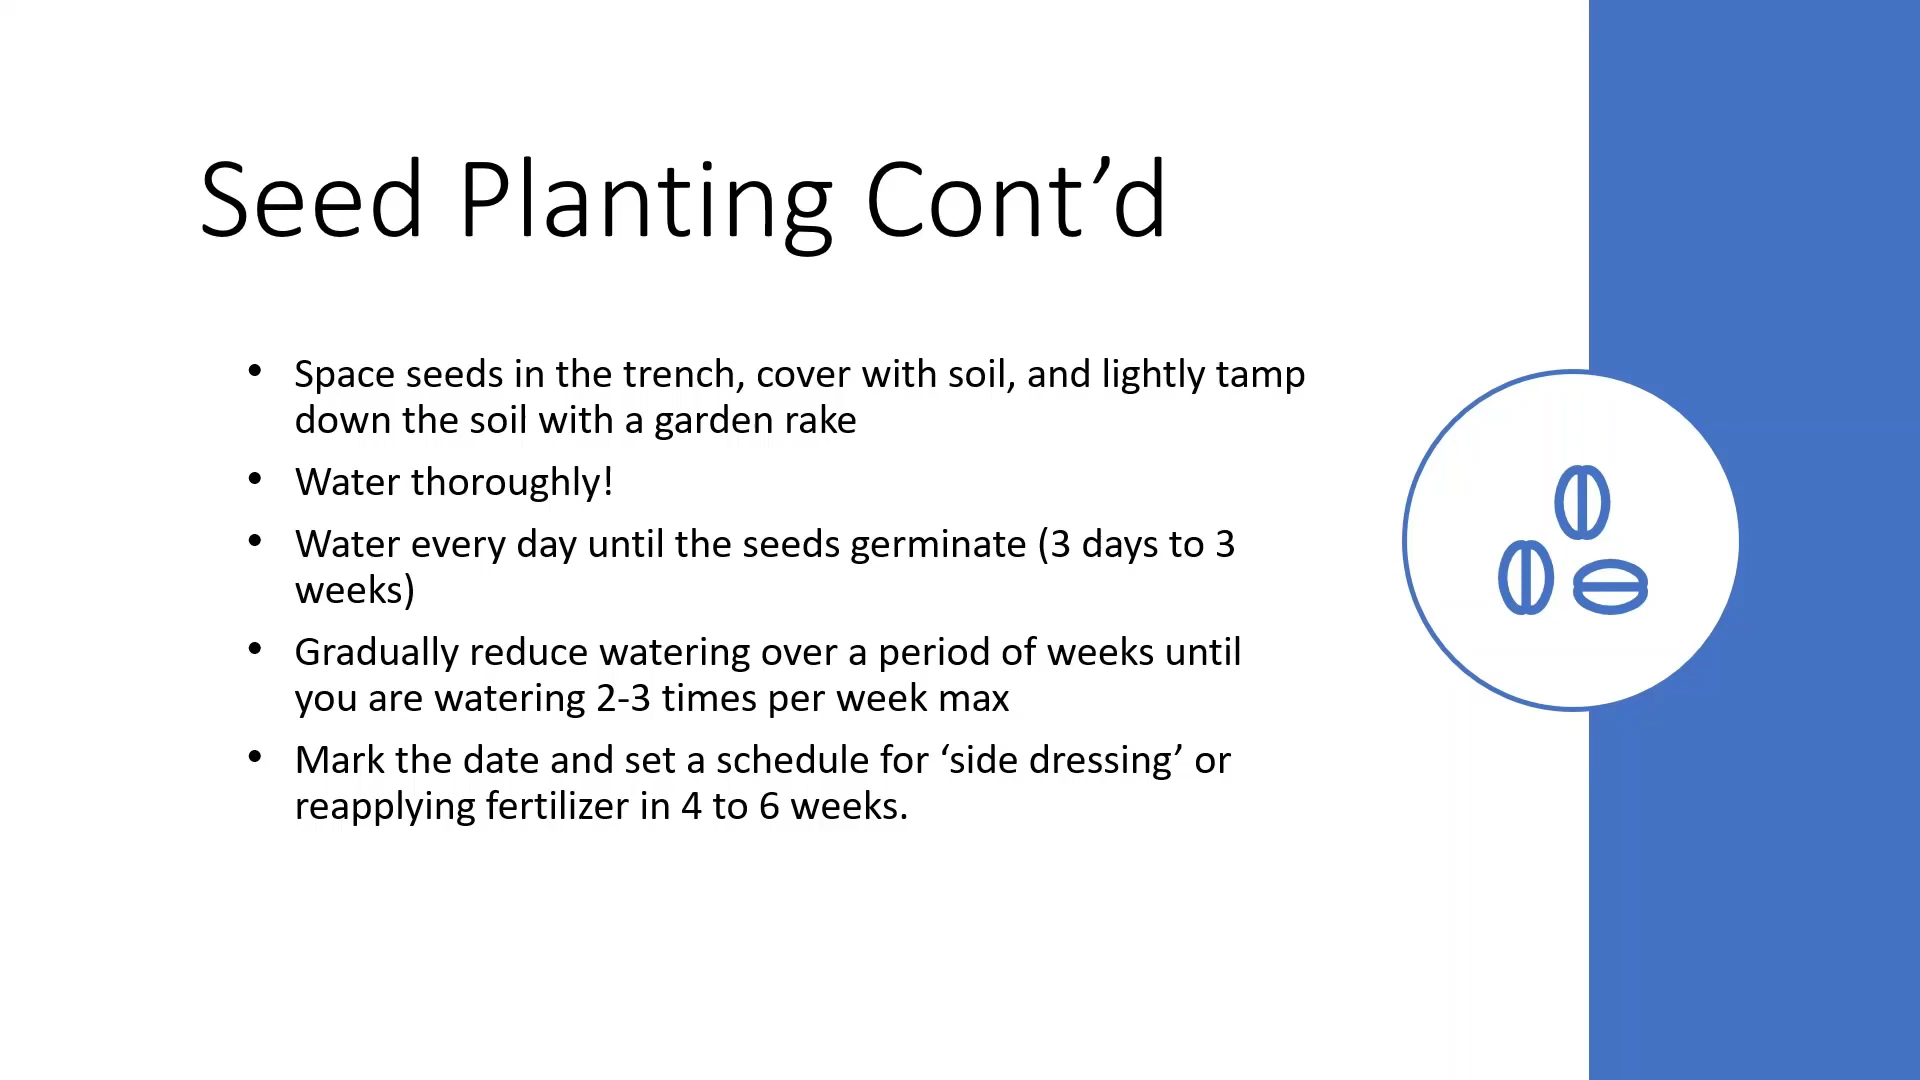 Seed Planting Cont’d
• Space seeds in the trench, cover with soil, and lightly tamp
down the soil with a garden rake
• Water thoroughly!
• Water every day until the seeds germinate (3 days to 3
weeks)
• Gradually reduce watering over a period of weeks until
you are watering 2-3 times per week max
• Mark the date and set a schedule for ‘side dressing’ or
reapplying fertilizer in 4 to 6 weeks.